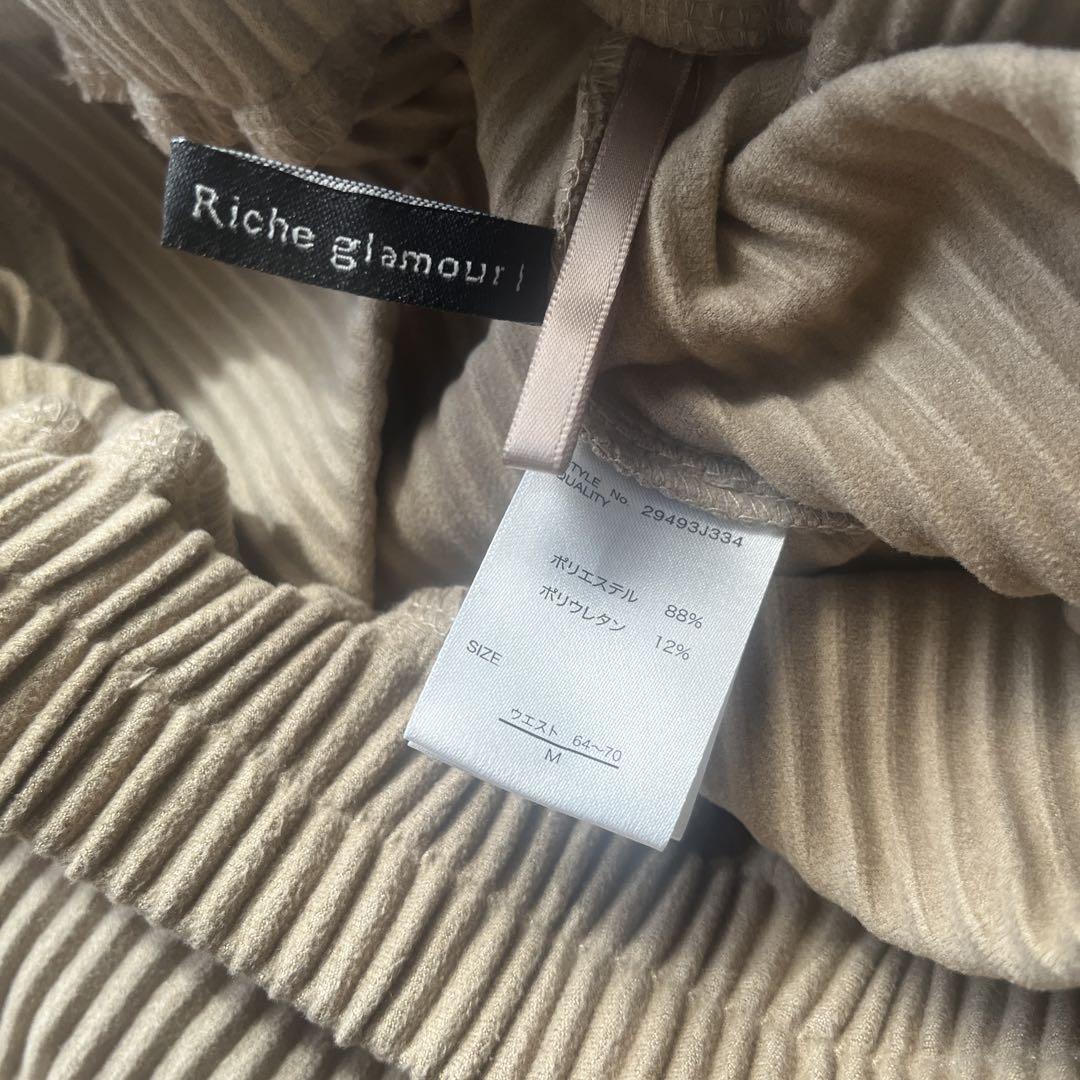 Riche glamour
STYLE No. 29493J334
QUALITY
ポリエステル 88%
ポリウレタン 12%
SIZE
ウエスト 64～70
M